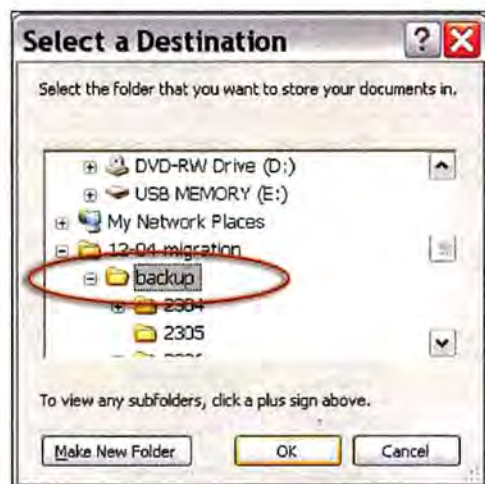 Select a Destination
Select the folder that you want to store your documents in.
DVD-RW Drive (D:)
USB MEMORY (E:)
My Network Places
12-04 migration
backup
2304
2305
To view any subfolders, click a plus sign above.
Make New Folder
OK
Cancel